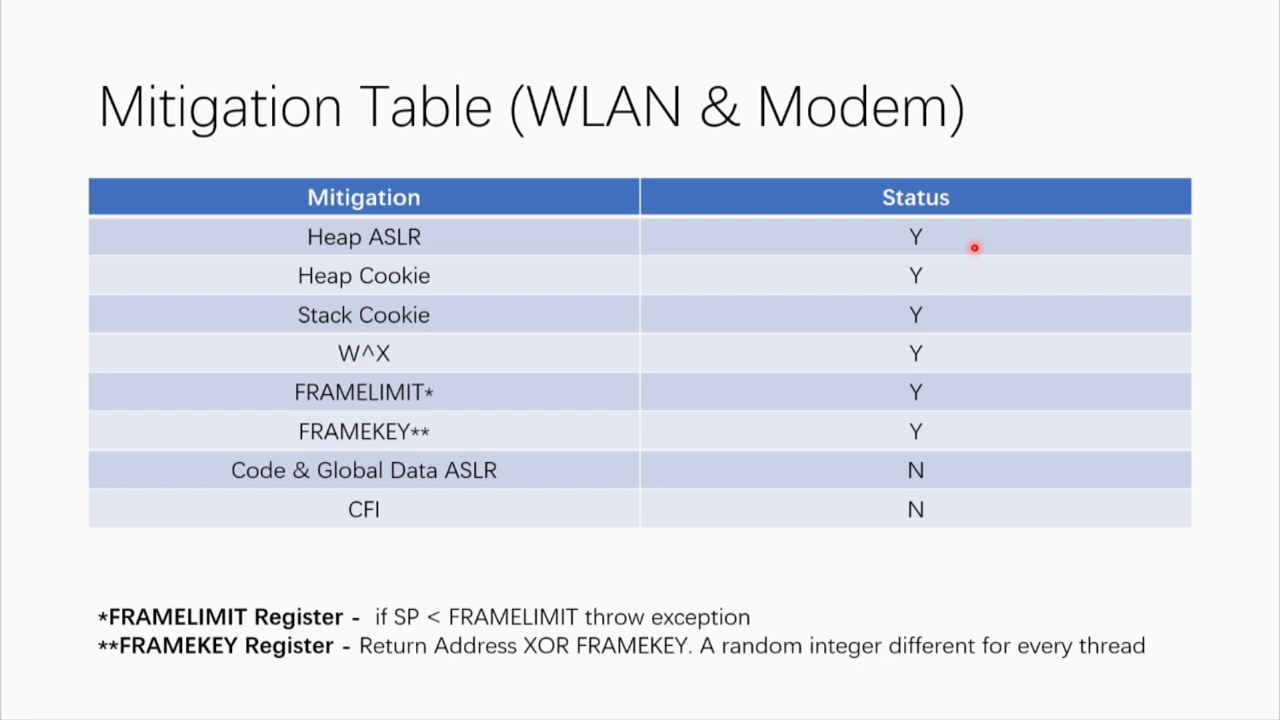 Mitigation Table (WLAN & Modem)
Mitigation Status
Heap ASLR Y
Heap Cookie Y
Stack Cookie Y
W^X Y
FRAMELIMIT* Y
FRAMEKEY** Y
Code & Global Data ASLR N
CFI N
*FRAMELIMIT Register - if SP < FRAMELIMIT throw exception
**FRAMEKEY Register - Return Address XOR FRAMEKEY. A random integer different for every thread